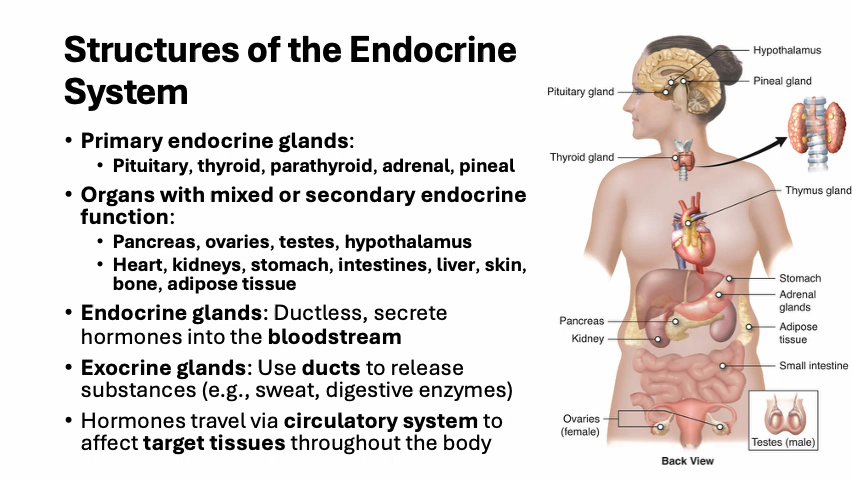 Structures of the Endocrine
System
• Primary endocrine glands:
• Pituitary, thyroid, parathyroid, adrenal, pineal
• Organs with mixed or secondary endocrine
function:
• Pancreas, ovaries, testes, hypothalamus
• Heart, kidneys, stomach, intestines, liver, skin,
bone, adipose tissue
• Endocrine glands: Ductless, secrete
hormones into the bloodstream
• Exocrine glands: Use ducts to release
substances (e.g., sweat, digestive enzymes)
• Hormones travel via circulatory system to
affect target tissues throughout the body
Hypothalamus
Pineal gland
Pituitary gland
Thyroid gland
Thymus gland
Stomach
Adrenal
glands
Pancreas
Adipose
tissue
Kidney
Small intestine
Ovaries
(female)
Testes (male)
Back View